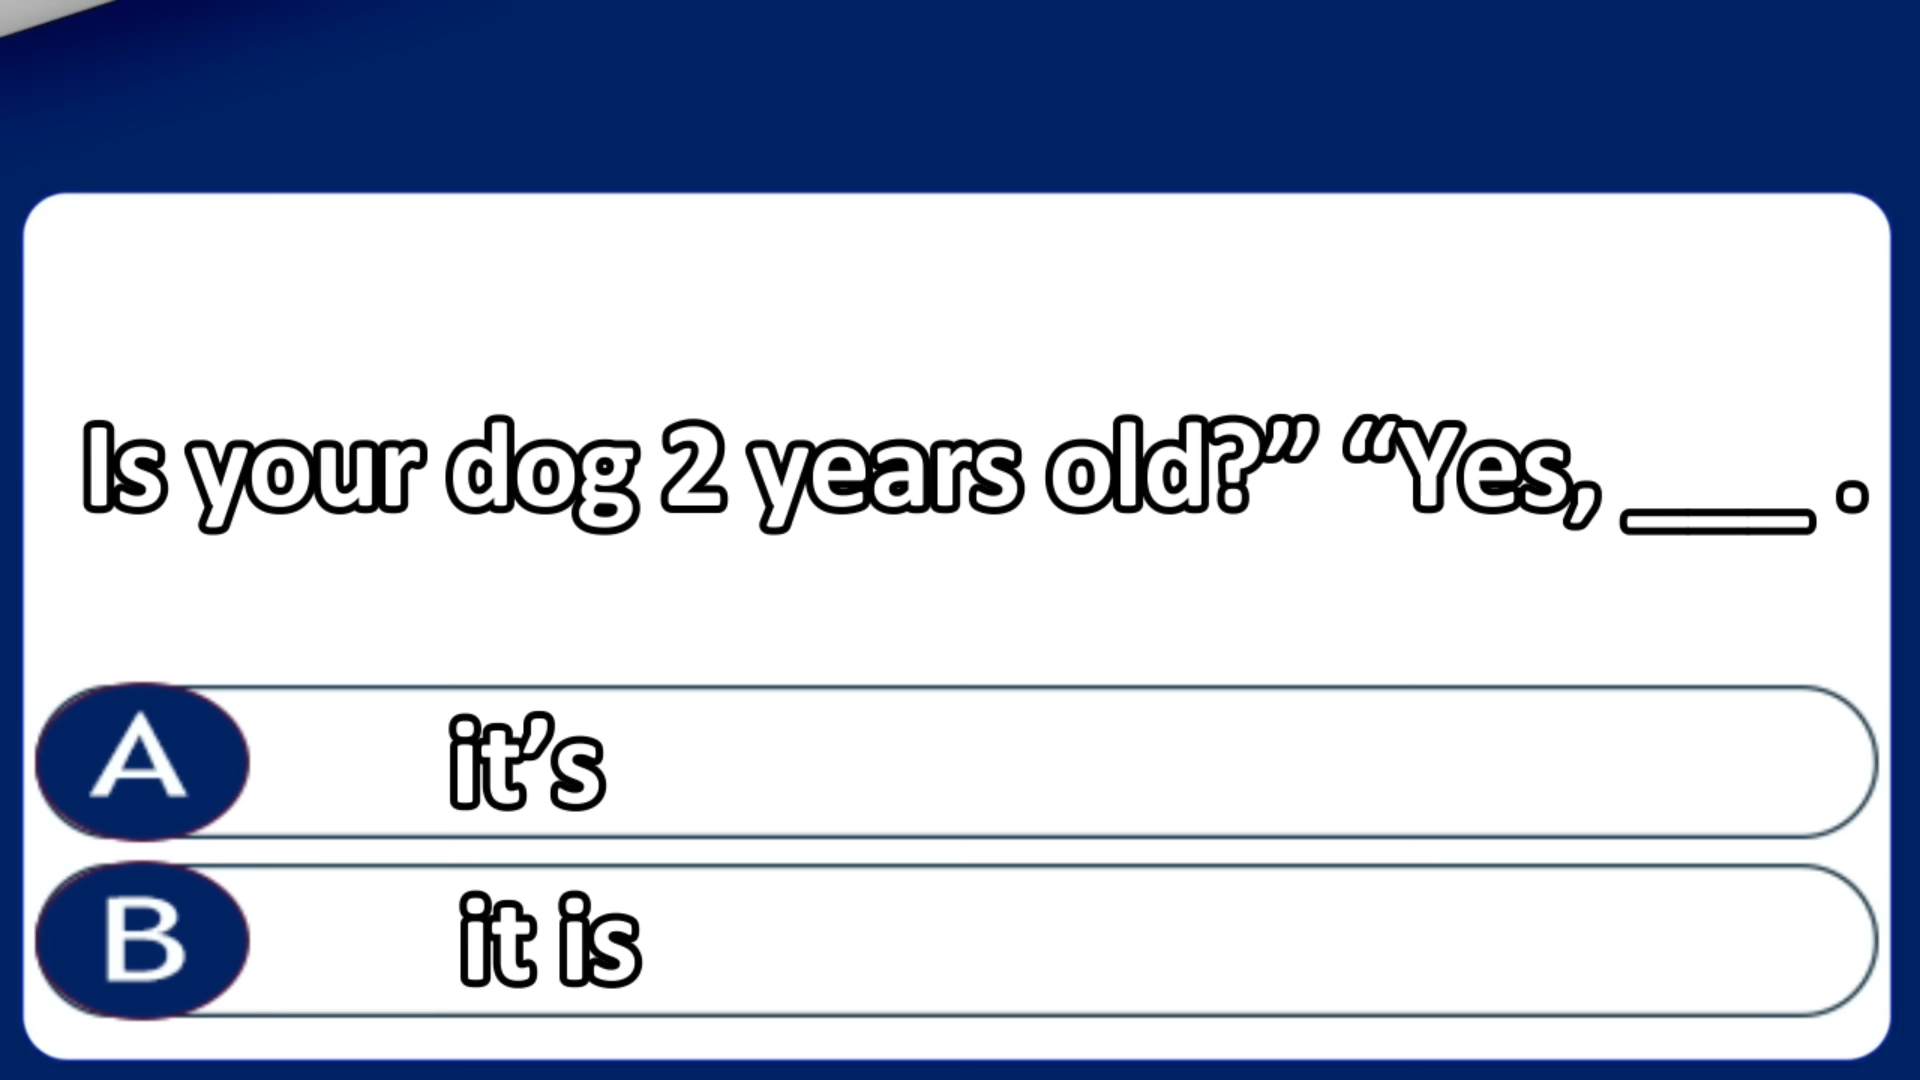 Is your dog 2 years old?” “Yes, ____ .
A it’s
B it is